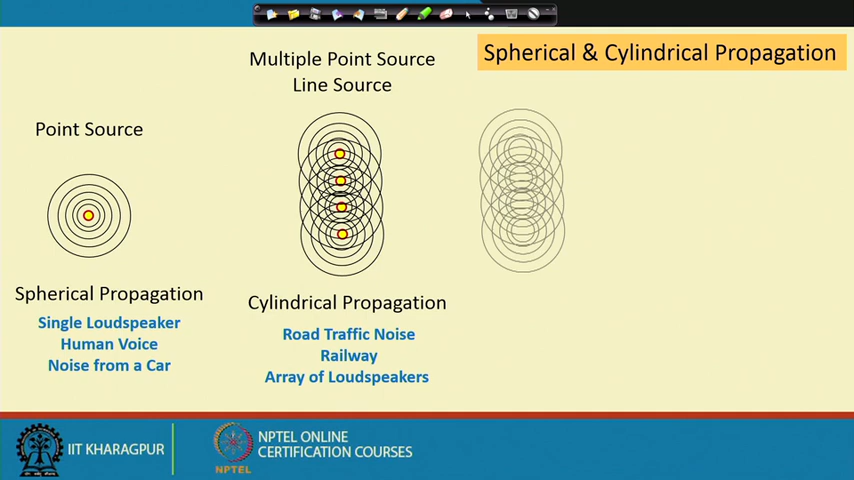 Spherical & Cylindrical Propagation
Multiple Point Source
Line Source
Point Source
Spherical Propagation
Single Loudspeaker
Human Voice
Noise from a Car
Cylindrical Propagation
Road Traffic Noise
Railway
Array of Loudspeakers
IIT KHARAGPUR
NPTEL
NPTEL ONLINE
CERTIFICATION COURSES